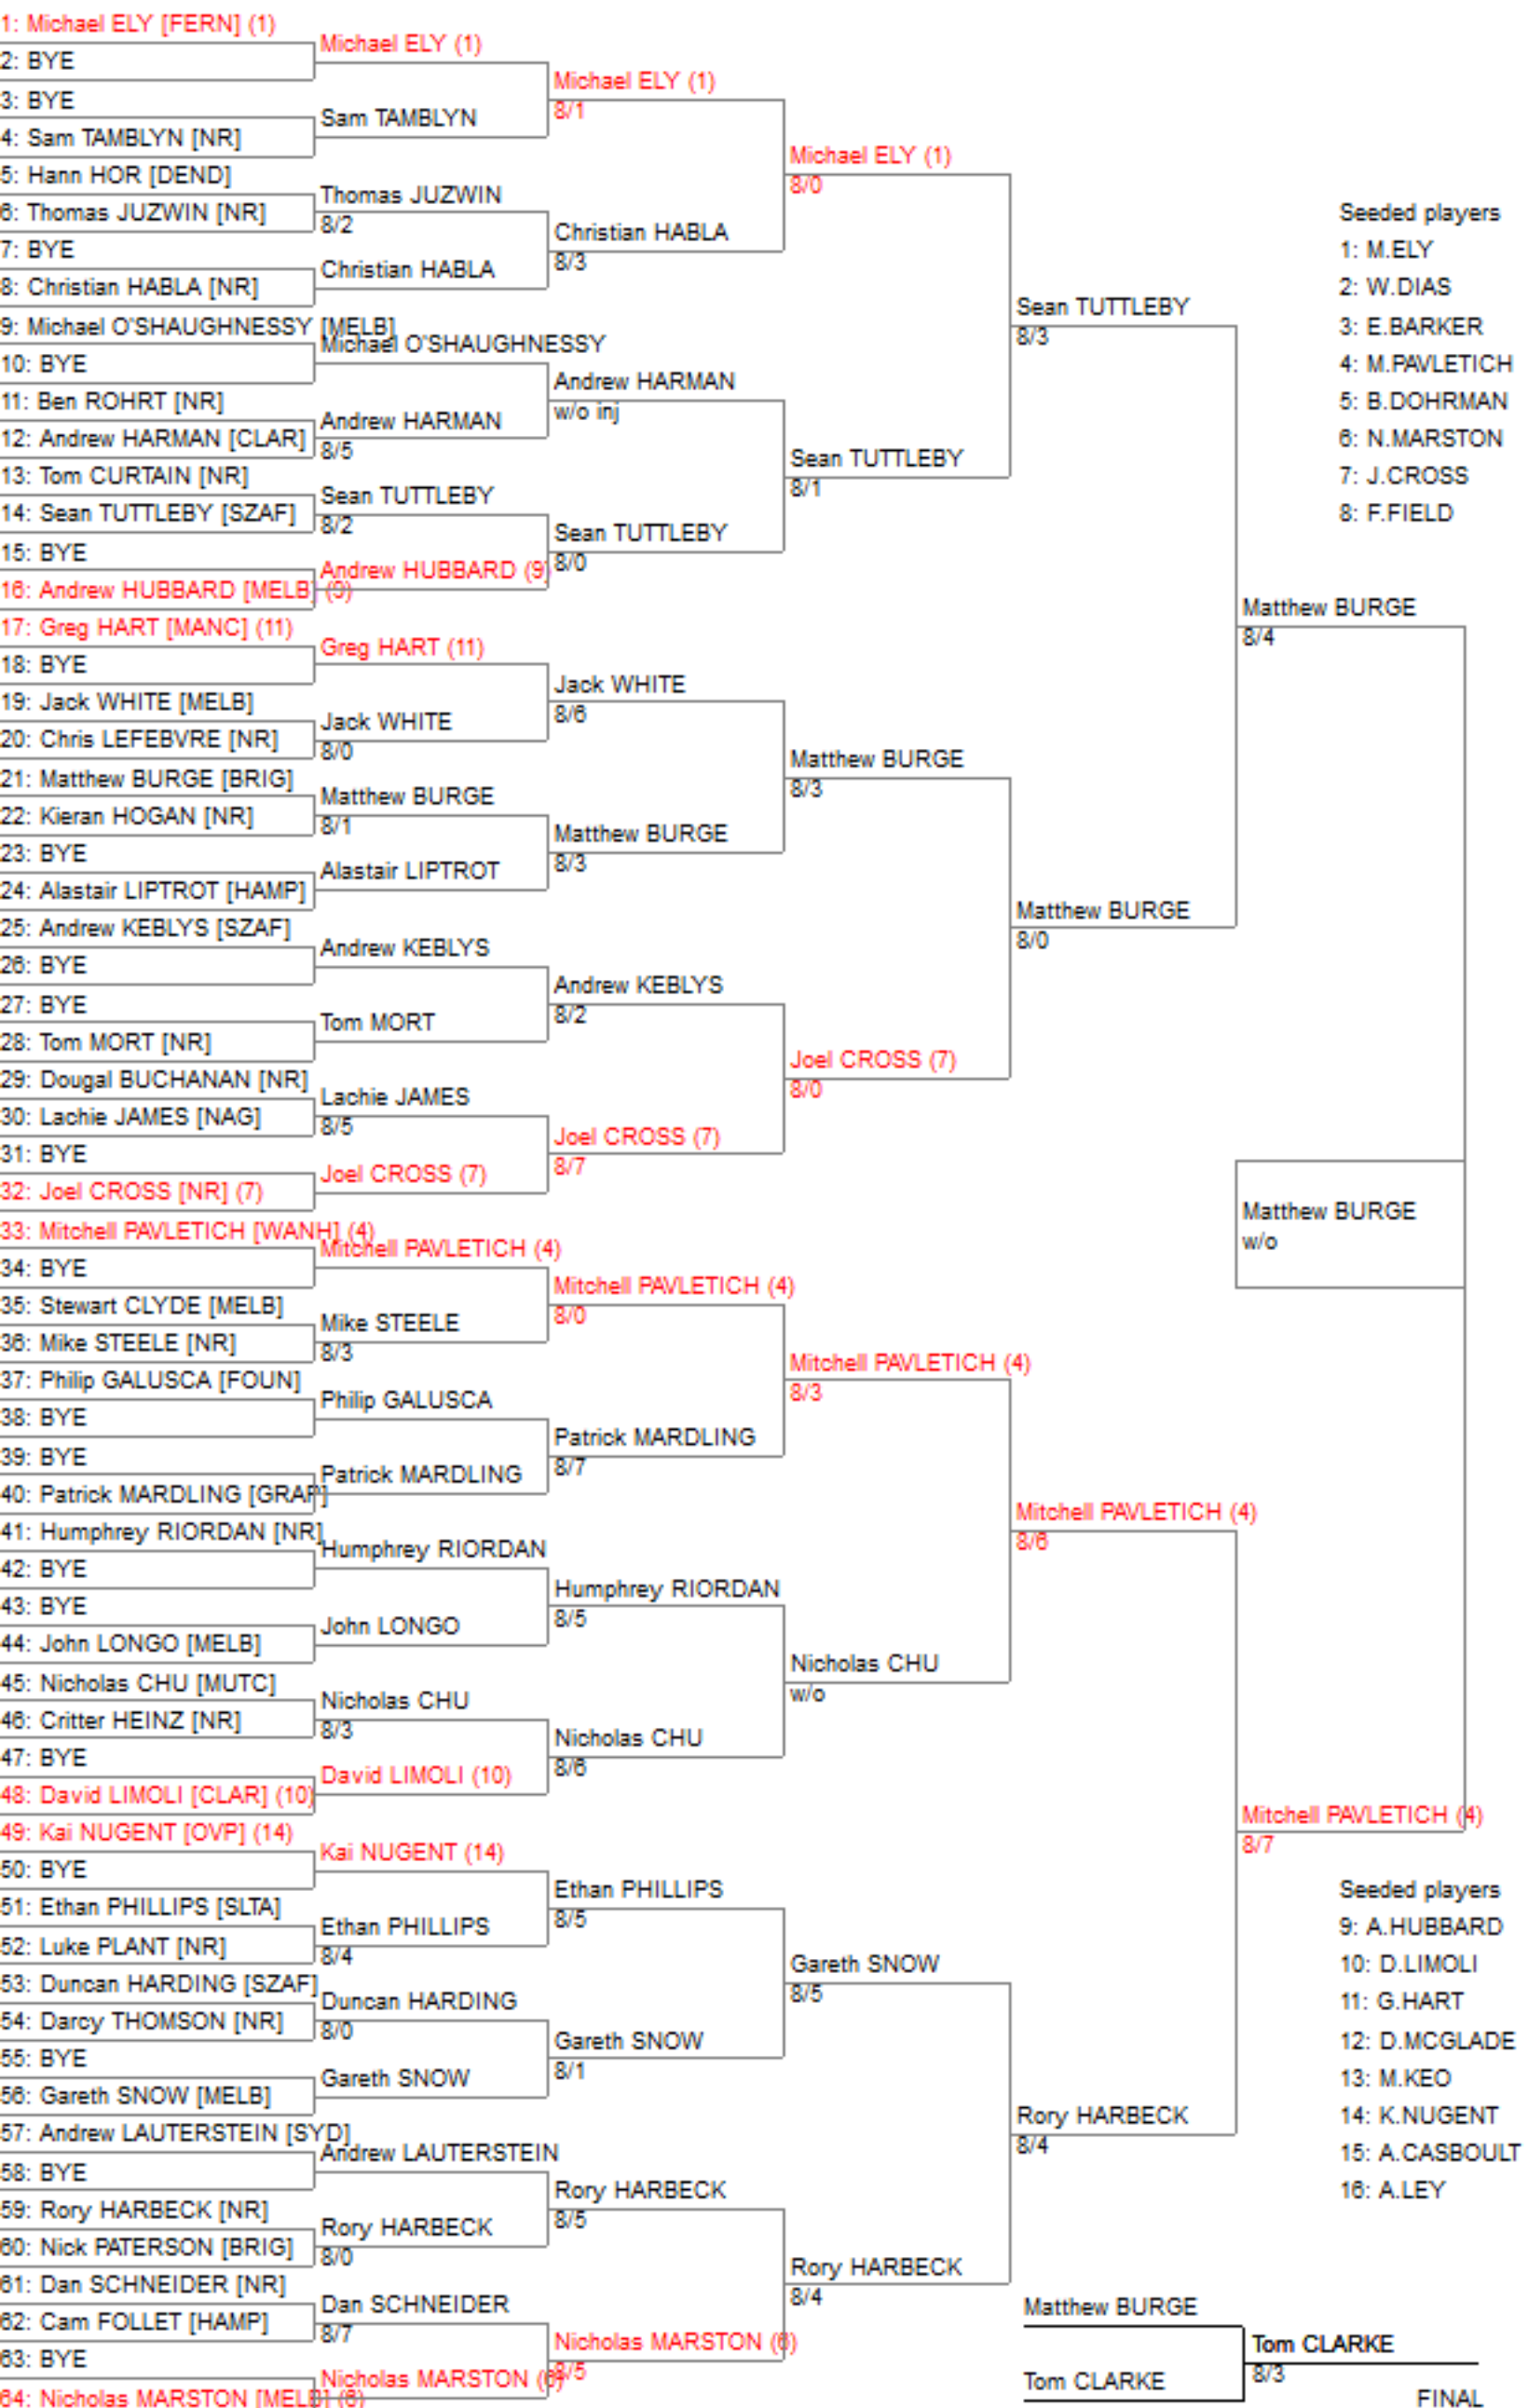 1: Michael ELY [FERN] (1)
2: BYE
3: BYE
4: Sam TAMBLYN [NR]
5: Hann HOR [DEND]
6: Thomas JUZWIN [NR]
7: BYE
8: Christian HABLA [NR]
9: Michael O'SHAUGHNESSY [MELB]
10: BYE
11: Ben ROHRT [NR]
12: Andrew HARMAN [CLAR]
13: Tom CURTAIN [NR]
14: Sean TUTTLEBY [SZAF]
15: BYE
16: Andrew HUBBARD [MELB] (9)
17: Greg HART [MANC] (11)
18: BYE
19: Jack WHITE [MELB]
20: Chris LEFEBVRE [NR]
21: Matthew BURGE [BRIG]
22: Kieran HOGAN [NR]
23: BYE
24: Alastair LIPTROT [HAMP]
25: Andrew KEBLYS [SZAF]
26: BYE
27: BYE
28: Tom MORT [NR]
29: Dougal BUCHANAN [NR]
30: Lachie JAMES [NAG]
31: BYE
32: Joel CROSS [NR] (7)
33: Mitchell PAVLETICH [WANH] (4)
34: BYE
35: Stewart CLYDE [MELB]
36: Mike STEELE [NR]
37: Philip GALUSCA [FOUN]
38: BYE
39: BYE
40: Patrick MARDLING [GRAP]
41: Humphrey RIORDAN [NR]
42: BYE
43: BYE
44: John LONGO [MELB]
45: Nicholas CHU [MUTC]
46: Critter HEINZ [NR]
47: BYE
48: David LIMOLI [CLAR] (10)
49: Kai NUGENT [OVP] (14)
50: BYE
51: Ethan PHILLIPS [SLTA]
52: Luke PLANT [NR]
53: Duncan HARDING [SZAF]
54: Darcy THOMSON [NR]
55: BYE
56: Gareth SNOW [MELB]
57: Andrew LAUTERSTEIN [SYD]
58: BYE
59: Rory HARBECK [NR]
60: Nick PATERSON [BRIG]
61: Dan SCHNEIDER [NR]
62: Cam FOLLET [HAMP]
63: BYE
64: Nicholas MARSTON [MELB] (6)
Michael ELY (1)
Sam TAMBLYN
Thomas JUZWIN
8/2
Christian HABLA
Michael O'SHAUGHNESSY
Andrew HARMAN
8/5
Sean TUTTLEBY
8/2
Andrew HUBBARD (9)
Greg HART (11)
Jack WHITE
8/0
Matthew BURGE
8/1
Alastair LIPTROT
Andrew KEBLYS
Tom MORT
Lachie JAMES
8/5
Joel CROSS (7)
Mitchell PAVLETICH (4)
Mike STEELE
8/3
Philip GALUSCA
Patrick MARDLING
Humphrey RIORDAN
John LONGO
Nicholas CHU
8/3
David LIMOLI (10)
Kai NUGENT (14)
Ethan PHILLIPS
8/4
Duncan HARDING
8/0
Gareth SNOW
Andrew LAUTERSTEIN
Rory HARBECK
8/0
Dan SCHNEIDER
8/7
Nicholas MARSTON (6)
Michael ELY (1)
8/1
Christian HABLA
8/3
Andrew HARMAN
w/o inj
Sean TUTTLEBY
8/0
Jack WHITE
8/6
Matthew BURGE
8/3
Andrew KEBLYS
8/2
Joel CROSS (7)
8/7
Mitchell PAVLETICH (4)
8/0
Patrick MARDLING
8/7
Humphrey RIORDAN
8/5
Nicholas CHU
8/6
Ethan PHILLIPS
8/5
Gareth SNOW
8/1
Rory HARBECK
8/5
Nicholas MARSTON (6)
8/5
Michael ELY (1)
8/0
Sean TUTTLEBY
8/1
Matthew BURGE
8/3
Joel CROSS (7)
8/0
Mitchell PAVLETICH (4)
8/3
Nicholas CHU
w/o
Gareth SNOW
8/5
Rory HARBECK
8/4
Sean TUTTLEBY
8/3
Matthew BURGE
8/0
Mitchell PAVLETICH (4)
8/6
Rory HARBECK
8/4
Matthew BURGE
8/4
Mitchell PAVLETICH (4)
8/7
Matthew BURGE
w/o
Seeded players
1: M.ELY
2: W.DIAS
3: E.BARKER
4: M.PAVLETICH
5: B.DOHRMAN
6: N.MARSTON
7: J.CROSS
8: F.FIELD
Seeded players
9: A.HUBBARD
10: D.LIMOLI
11: G.HART
12: D.MCGLADE
13: M.KEO
14: K.NUGENT
15: A.CASBOULT
16: A.LEY
Matthew BURGE
Tom CLARKE
Tom CLARKE
8/3
FINAL